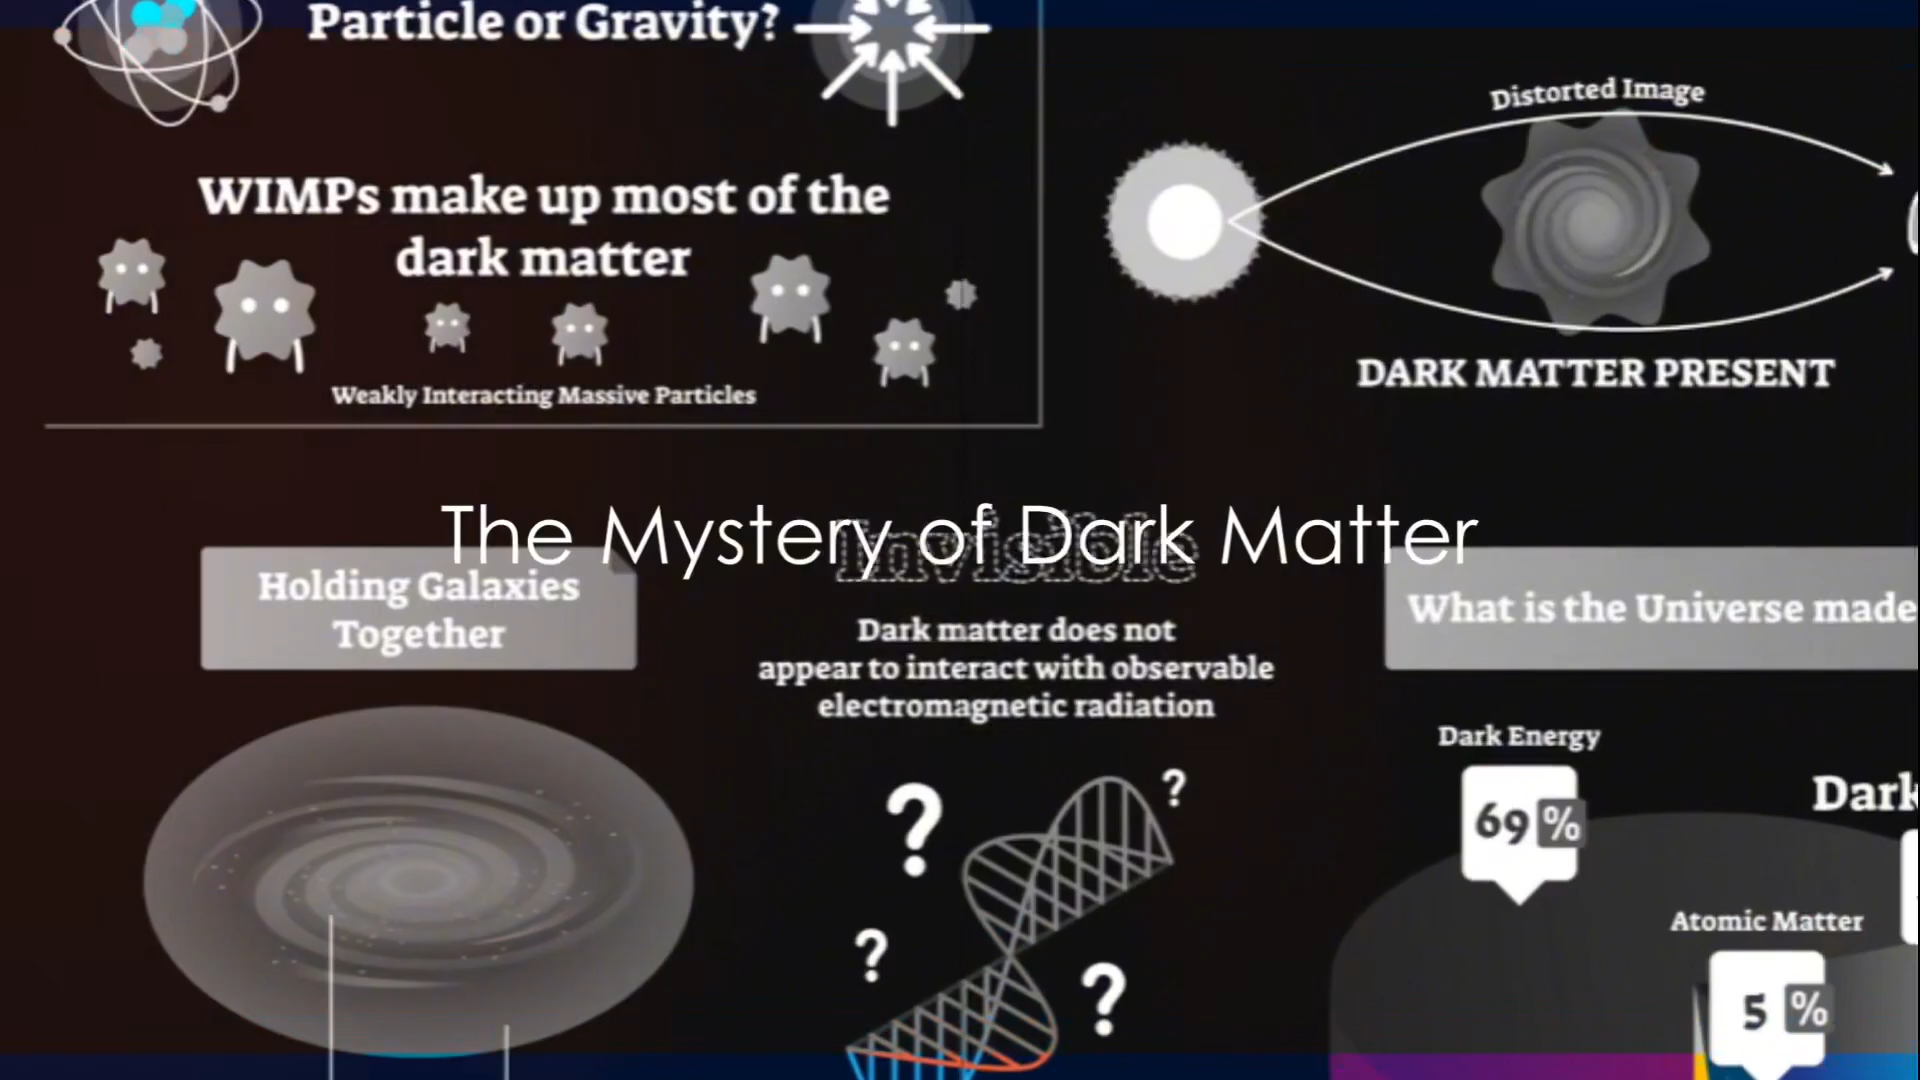 Particle or Gravity?
WIMPs make up most of the
dark matter
Weakly Interacting Massive Particles
Distorted Image
DARK MATTER PRESENT
The Mystery of Dark Matter
Invisible
Holding Galaxies
Together
Dark matter does not
appear to interact with observable
electromagnetic radiation
? ? ? ?
What is the Universe made
Dark Energy
69 %
Dark
Atomic Matter
5 %